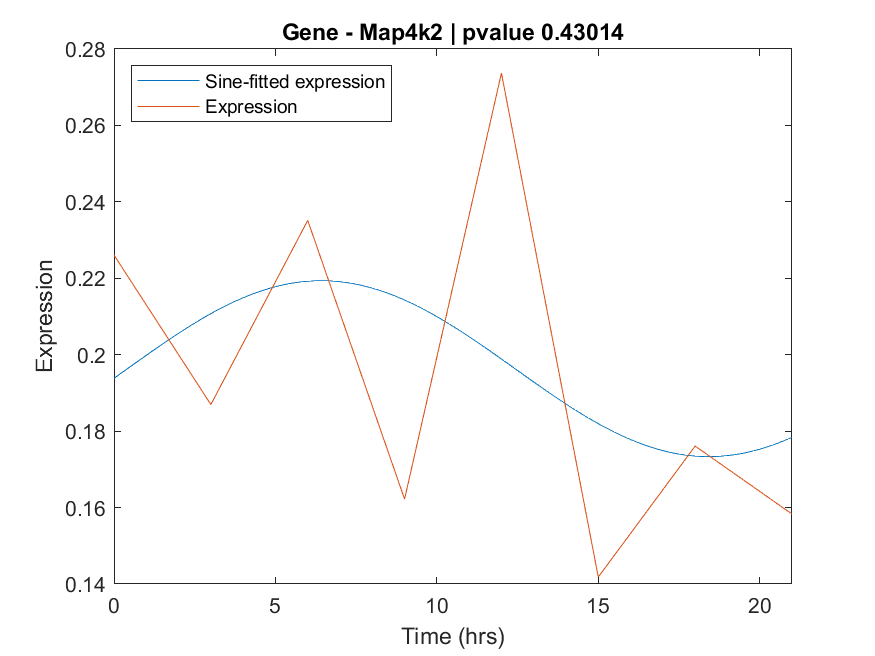 Gene - Map4k2 | pvalue 0.43014
0.28
0.26
0.24
0.22
0.2
0.18
0.16
0.14
Expression
Sine-fitted expression
Expression
0
5
10
15
20
Time (hrs)